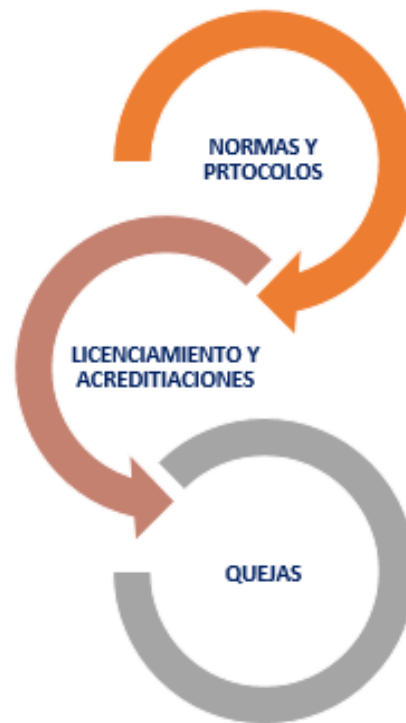 NORMAS Y
PRTOCOLOS
LICENCIAMIENTO Y
ACREDITIACIONES
QUEJAS